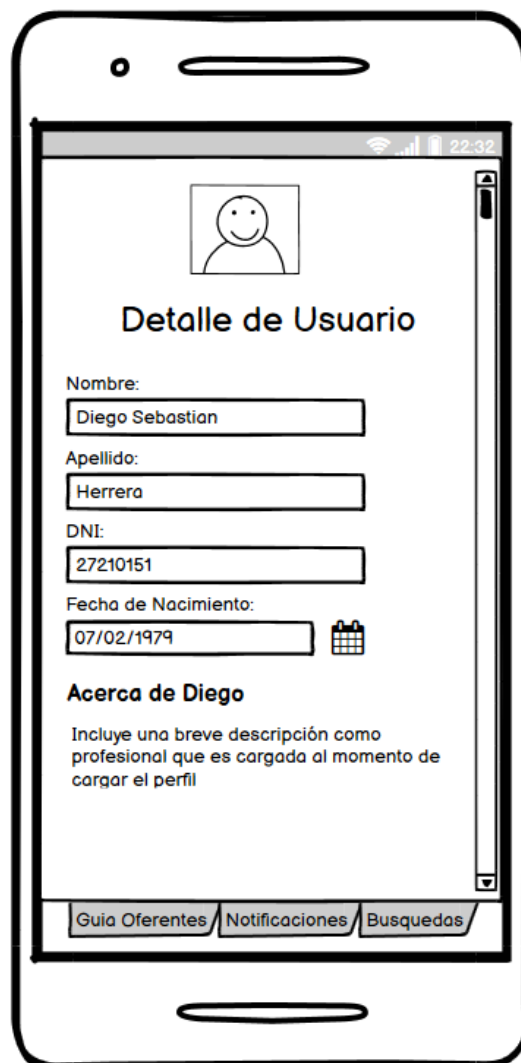 22:32
Detalle de Usuario
Nombre:
Diego Sebastian
Apellido:
Herrera
DNI:
27210151
Fecha de Nacimiento:
07/02/1979
Acerca de Diego
Incluye una breve descripción como
profesional que es cargada al momento de
cargar el perfil
Guia Oferentes Notificaciones Busquedas